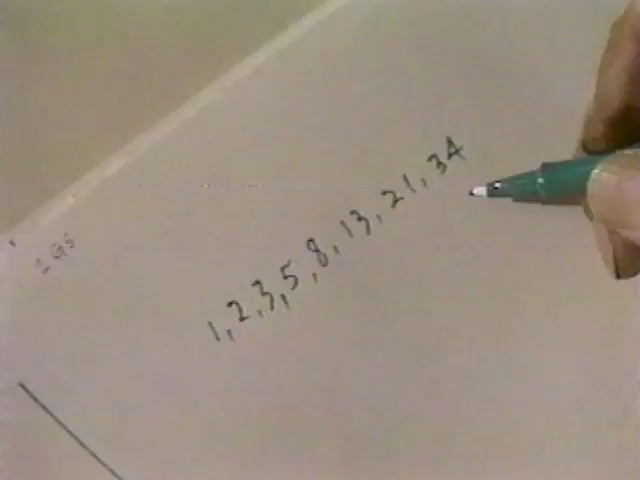 1, 2, 3, 5, 8, 13, 21, 34